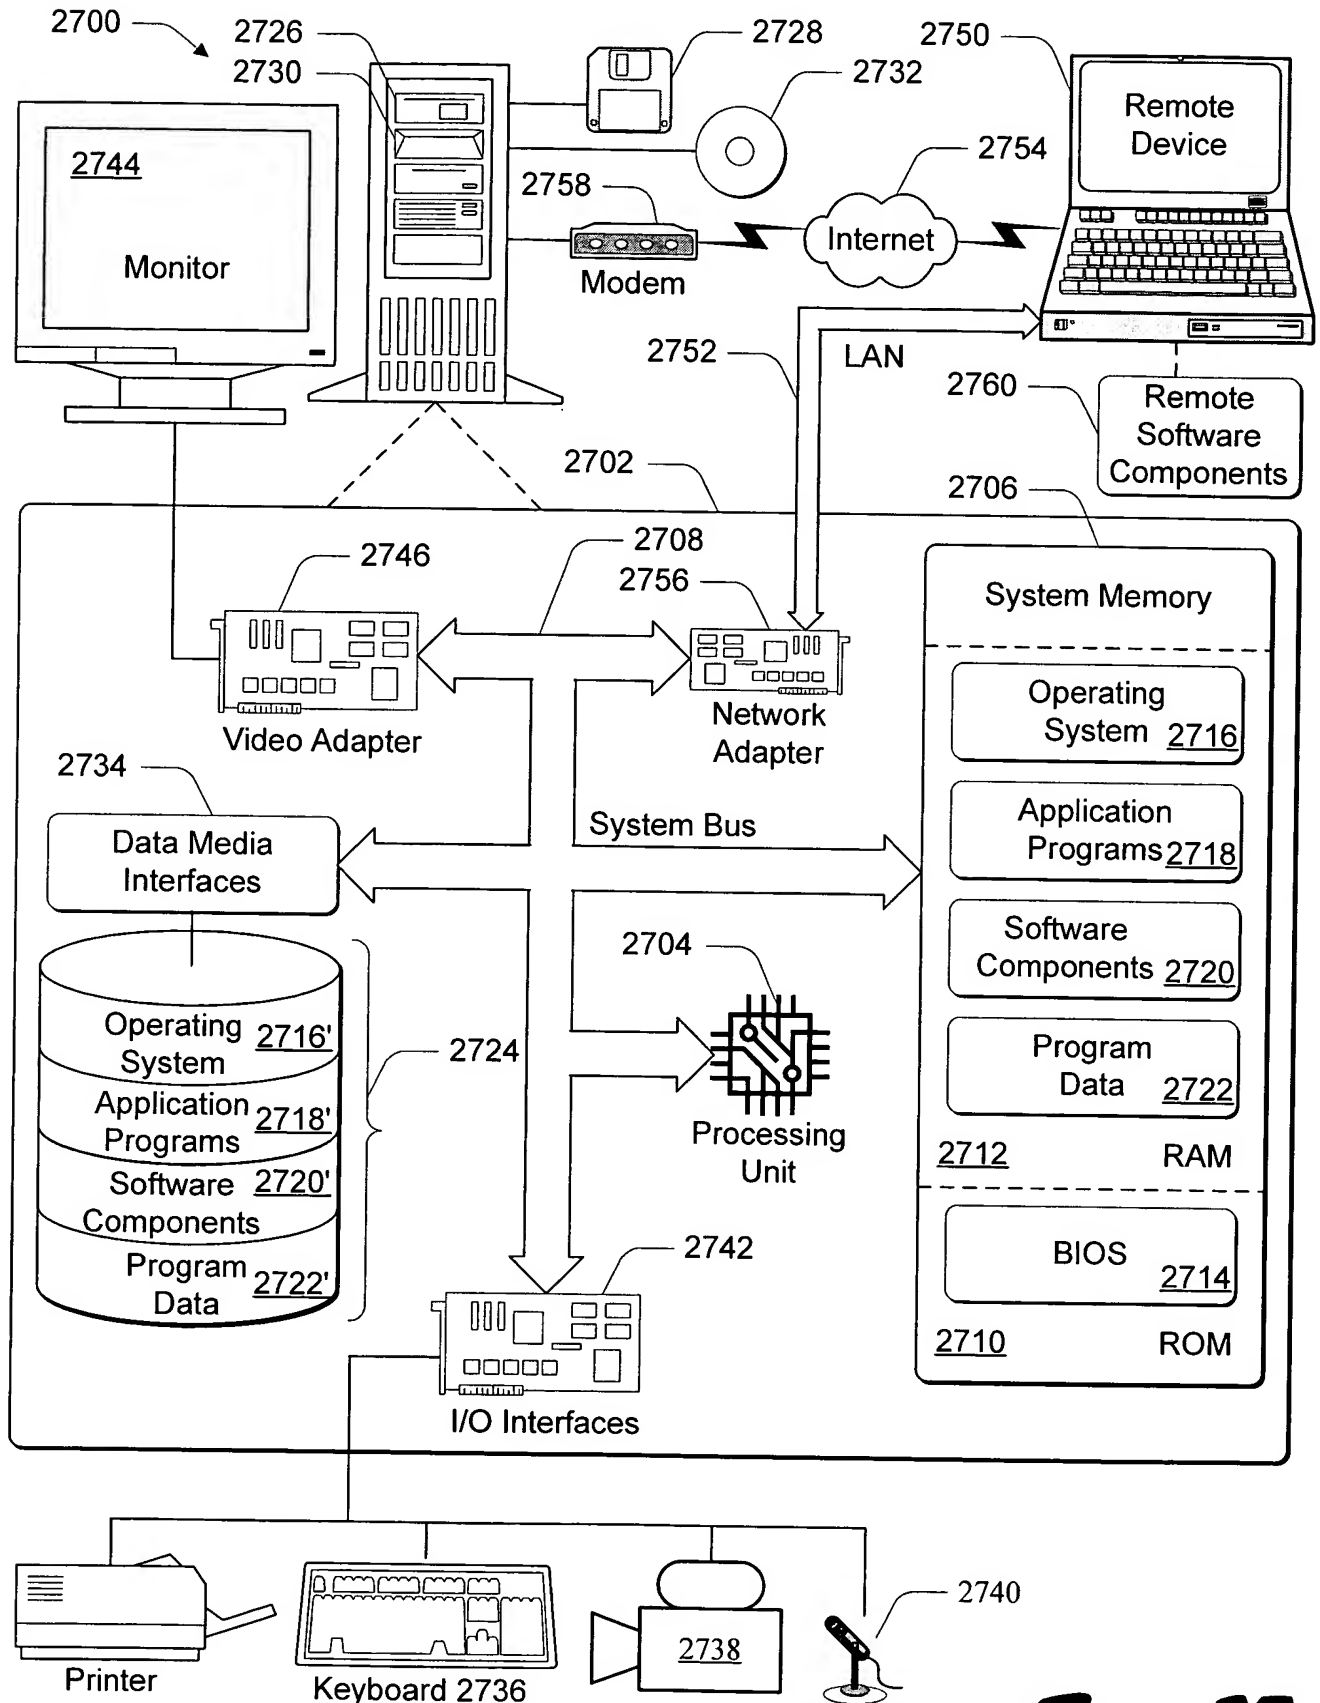 2700
2726
2730
2728
2732
2750
2744
Monitor
2758
Modem
2754
Internet
Remote
Device
2752
LAN
2760
Remote
Software
Components
2702
2706
2746
2708
2756
Video Adapter
Network
Adapter
System Memory
Operating
System 2716
Application
Programs 2718
Software
Components 2720
Program
Data 2722
2712 RAM
BIOS
2714
2710 ROM
2734
Data Media
Interfaces
System Bus
2704
Processing
Unit
Operating
System 2716'
Application
Programs 2718'
Software
Components 2720'
Program
Data 2722'
2724
2742
I/O Interfaces
Printer
Keyboard 2736
2738
2740